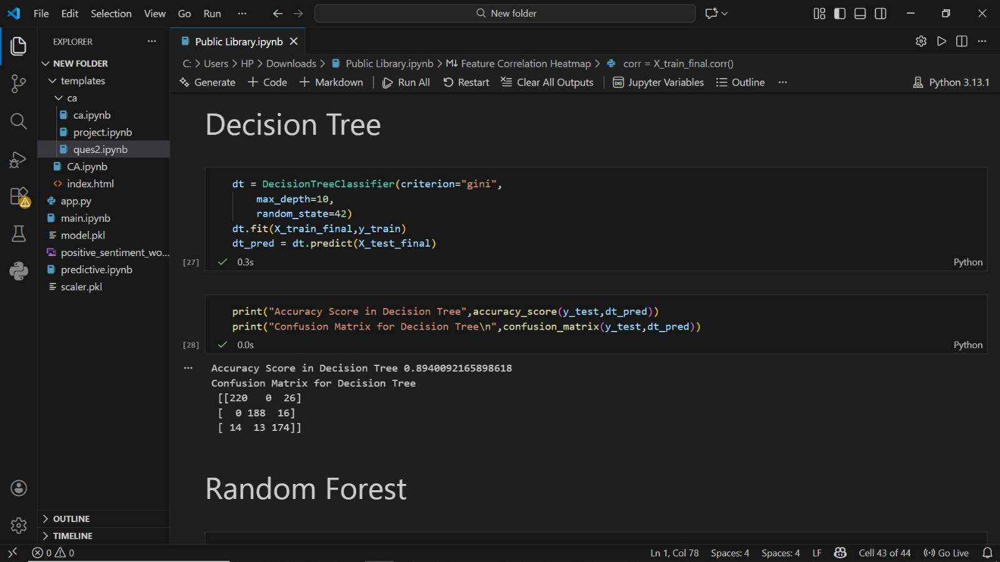 File Edit Selection View Go Run ··· New folder
EXPLORER ···
NEW FOLDER
templates
ca
ca.ipynb
project.ipynb
ques2.ipynb
CA.ipynb
index.html
app.py
main.ipynb
model.pkl
positive_sentiment_wo...
predictive.ipynb
scaler.pkl
OUTLINE
TIMELINE
Public Library.ipynb
C: > Users > HP > Downloads > Public Library.ipynb > M↓ Feature Correlation Heatmap > corr = X_train_final.corr()
Generate + Code + Markdown | Run All Restart Clear All Outputs | Jupyter Variables Outline ··· Python 3.13.1
Decision Tree
dt = DecisionTreeClassifier(criterion="gini",
max_depth=10,
random_state=42)
dt.fit(X_train_final,y_train)
dt_pred = dt.predict(X_test_final)
[27] ✓ 0.3s Python
print("Accuracy Score in Decision Tree",accuracy_score(y_test,dt_pred))
print("Confusion Matrix for Decision Tree\n",confusion_matrix(y_test,dt_pred))
[28] ✓ 0.0s Python
··· Accuracy Score in Decision Tree 0.8940092165898618
Confusion Matrix for Decision Tree
[[220   0  26]
[  0 188  16]
[ 14  13 174]]
Random Forest
0 0 Ln 1, Col 78 Spaces: 4 Spaces: 4 LF Cell 43 of 44 Go Live